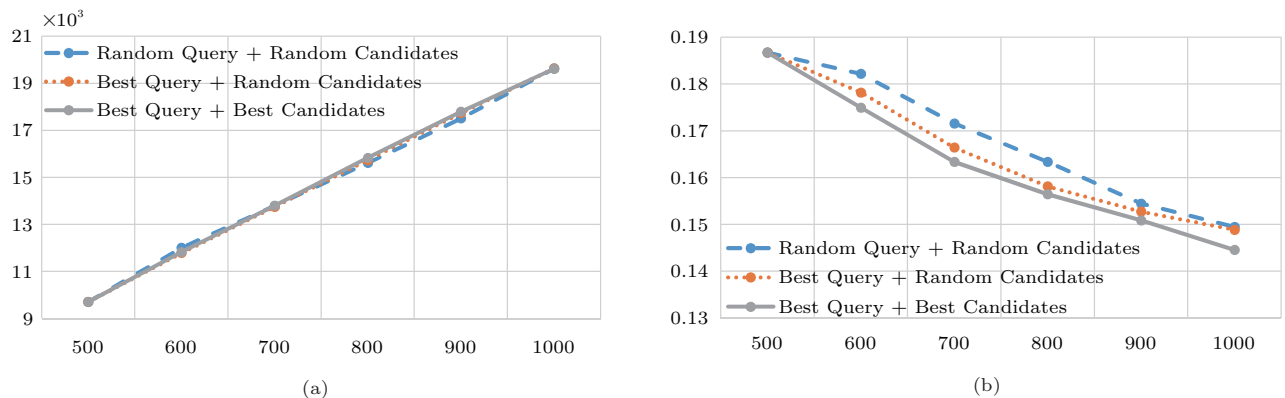 ×10³
21
19
17
15
13
11
9
Random Query + Random Candidates
Best Query + Random Candidates
Best Query + Best Candidates
500 600 700 800 900 1000
(a)
0.19
0.18
0.17
0.16
0.15
0.14
0.13
Random Query + Random Candidates
Best Query + Random Candidates
Best Query + Best Candidates
500 600 700 800 900 1000
(b)